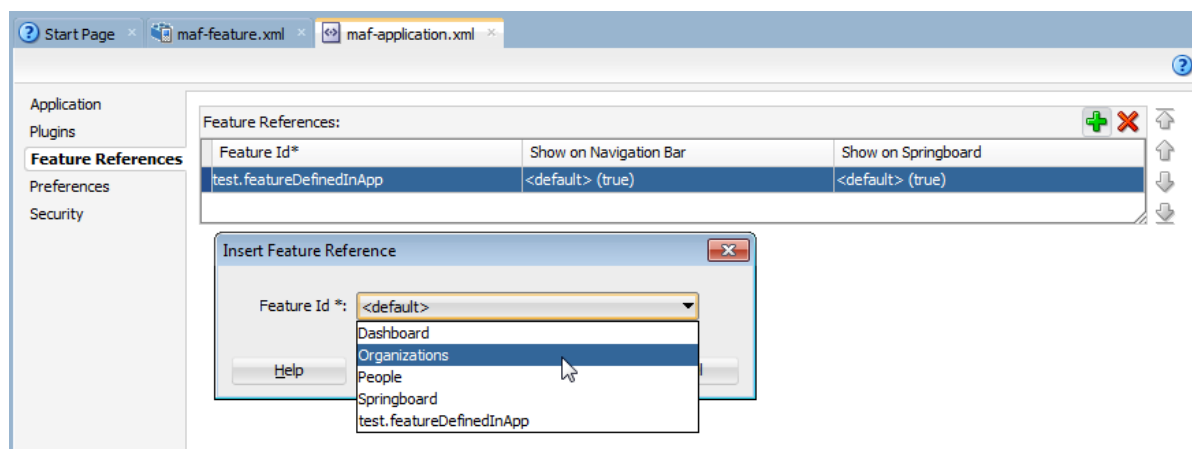 Start Page × maf-feature.xml × maf-application.xml ×
Application
Plugins
Feature References
Preferences
Security
Feature References:
Feature Id* Show on Navigation Bar Show on Springboard
test.featureDefinedInApp <default> (true) <default> (true)
Insert Feature Reference
Feature Id *: <default>
Dashboard
Organizations
People
Springboard
test.featureDefinedInApp
Help